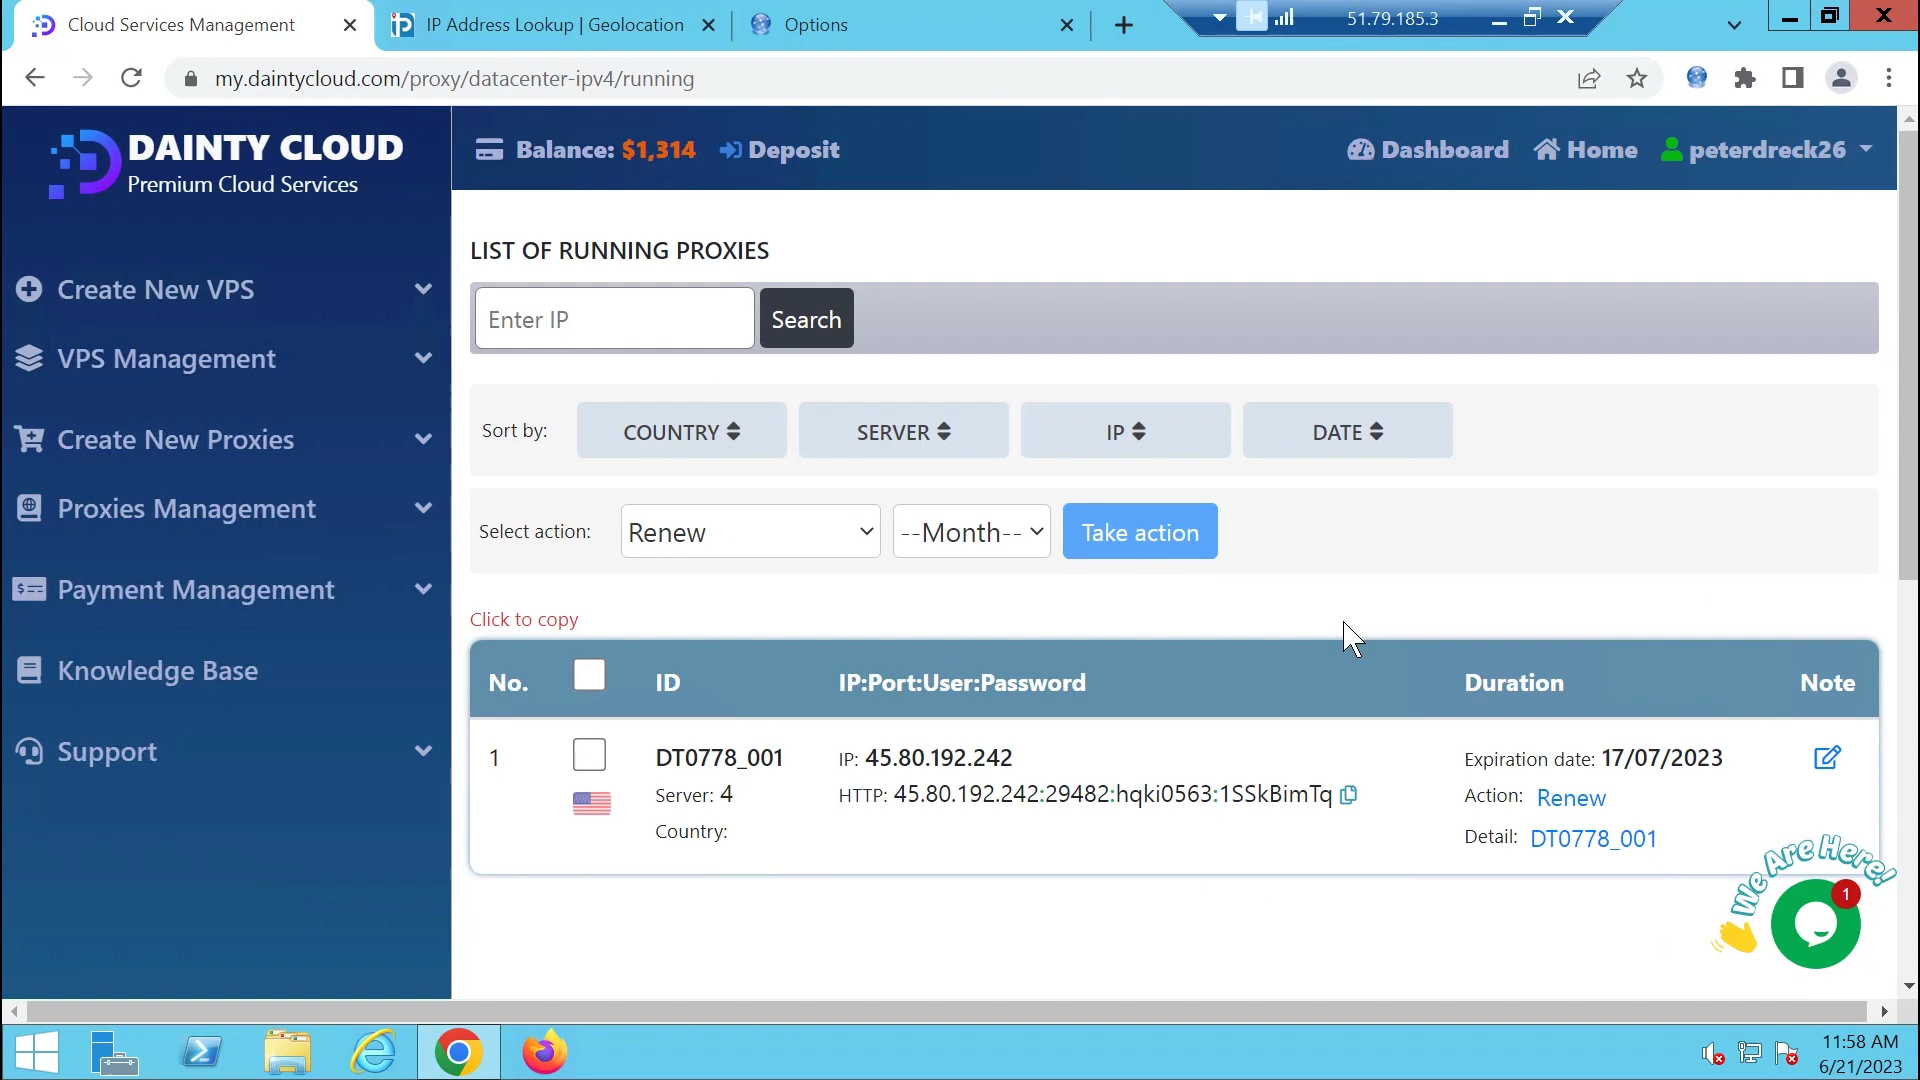 Cloud Services Management
IP Address Lookup | Geolocation
Options
51.79.185.3
my.daintycloud.com/proxy/datacenter-ipv4/running
DAINTY CLOUD
Premium Cloud Services
Balance: $1,314
Deposit
Dashboard
Home
peterdreck26
Create New VPS
VPS Management
Create New Proxies
Proxies Management
Payment Management
Knowledge Base
Support
LIST OF RUNNING PROXIES
Enter IP
Search
Sort by:
COUNTRY
SERVER
IP
DATE
Select action:
Renew
--Month--
Take action
Click to copy
No.
ID
IP:Port:User:Password
Duration
Note
1
DT0778_001
Server: 4
Country:
IP: 45.80.192.242
HTTP: 45.80.192.242:29482:hqki0563:1SSkBimTq
Expiration date: 17/07/2023
Action: Renew
Detail: DT0778_001
We Are Here!
1
11:58 AM
6/21/2023